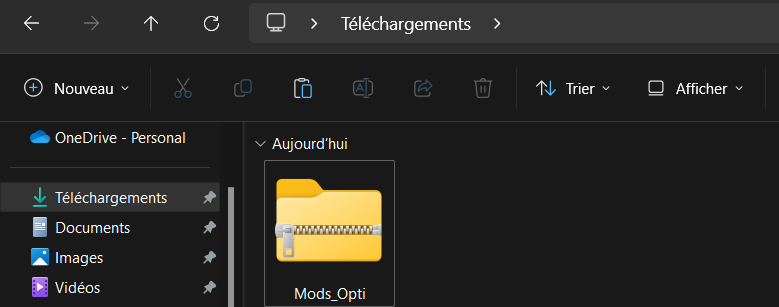 Téléchargements
Nouveau
Trier
Afficher
OneDrive - Personal
Aujourd'hui
Téléchargements
Documents
Images
Vidéos
Mods_Opti